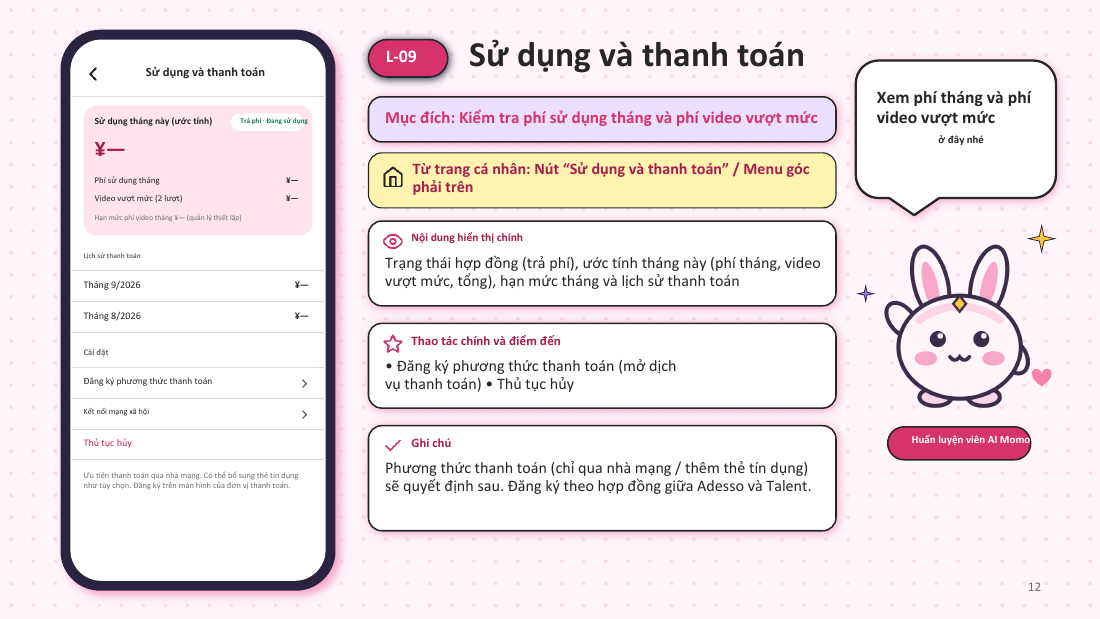 Sử dụng và thanh toán
Sử dụng tháng này (ước tính)
Trả phí · Đang sử dụng
¥—
Phí sử dụng tháng
¥—
Video vượt mức (2 lượt)
¥—
Hạn mức phí video tháng ¥— (quản lý thiết lập)
Lịch sử thanh toán
Tháng 9/2026
¥—
Tháng 8/2026
¥—
Cài đặt
Đăng ký phương thức thanh toán
Kết nối mạng xã hội
Thủ tục hủy
Ưu tiên thanh toán qua nhà mạng. Có thể bổ sung thẻ tín dụng
như tùy chọn. Đăng ký trên màn hình của đơn vị thanh toán.
L-09
Sử dụng và thanh toán
Mục đích: Kiểm tra phí sử dụng tháng và phí video vượt mức
Từ trang cá nhân: Nút “Sử dụng và thanh toán” / Menu góc
phải trên
Nội dung hiển thị chính
Trạng thái hợp đồng (trả phí), ước tính tháng này (phí tháng, video
vượt mức, tổng), hạn mức tháng và lịch sử thanh toán
Thao tác chính và điểm đến
• Đăng ký phương thức thanh toán (mở dịch
vụ thanh toán) • Thủ tục hủy
Ghi chú
Phương thức thanh toán (chỉ qua nhà mạng / thêm thẻ tín dụng)
sẽ quyết định sau. Đăng ký theo hợp đồng giữa Adesso và Talent.
Xem phí tháng và phí
video vượt mức
ở đây nhé
Huấn luyện viên AI Momo
12